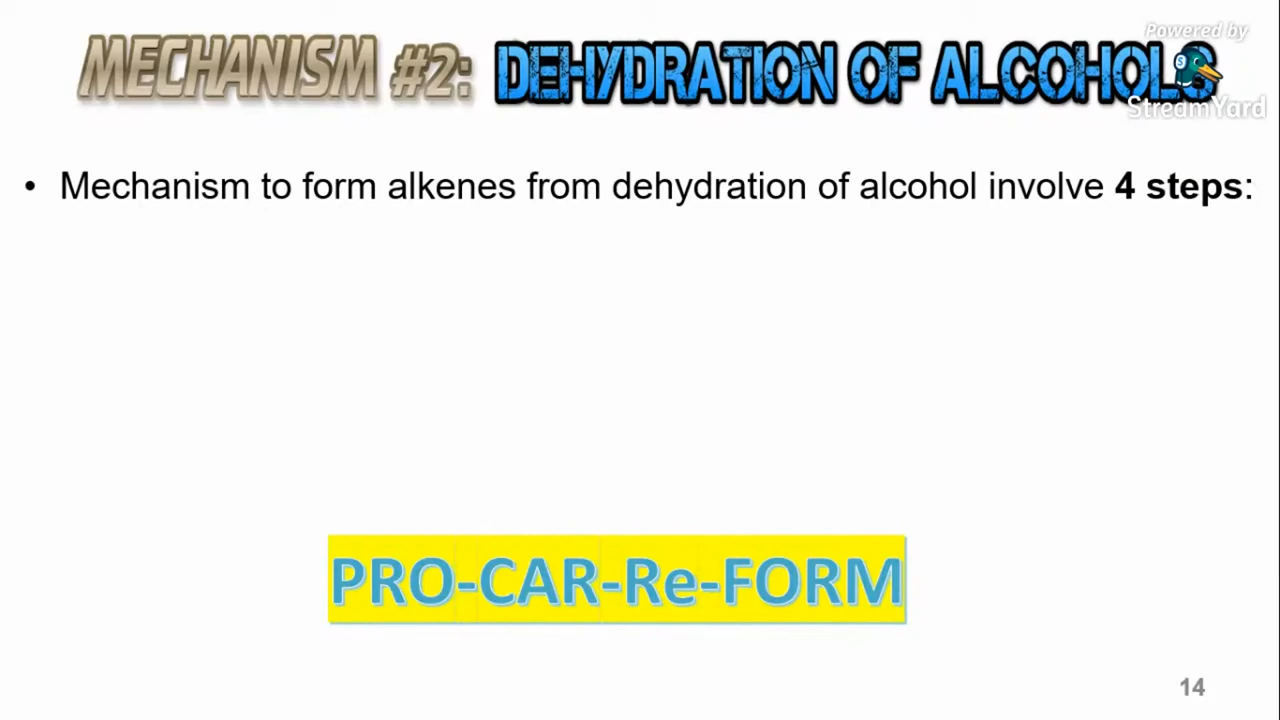 Powered by
MECHANISM #2: DEHYDRATION OF ALCOHOLS
StreamYard
• Mechanism to form alkenes from dehydration of alcohol involve 4 steps:
PRO-CAR-Re-FORM
14